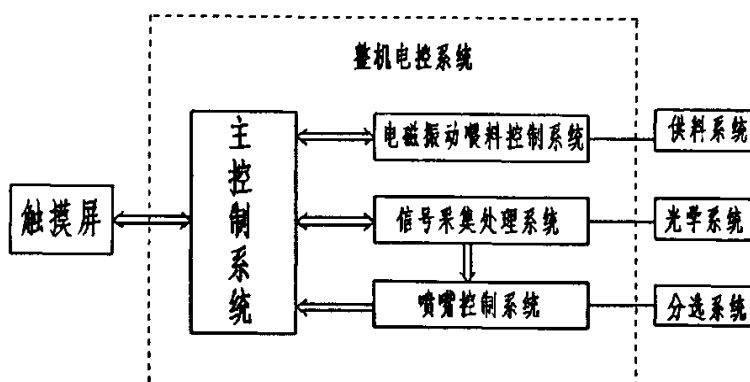 整机电控系统
主控制系统
电磁振动喂料控制系统
供料系统
触摸屏
信号采集处理系统
光学系统
喷嘴控制系统
分选系统